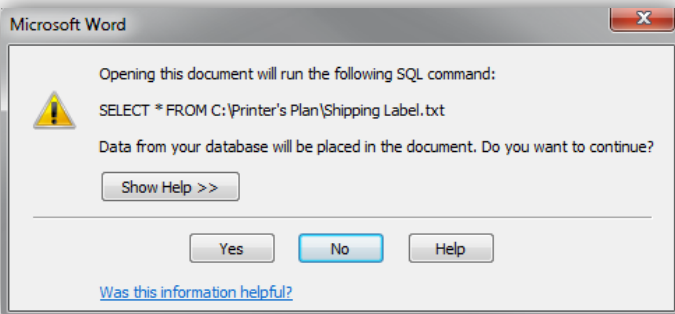 Microsoft Word
Opening this document will run the following SQL command:
SELECT * FROM C:\Printer's Plan\Shipping Label.txt
Data from your database will be placed in the document. Do you want to continue?
Show Help >>
Yes No Help
Was this information helpful?